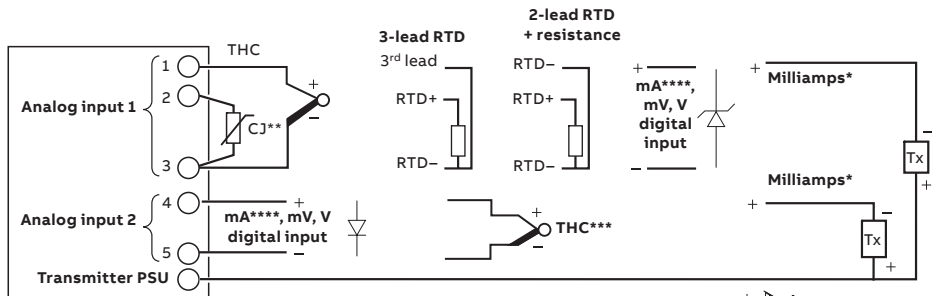 2-lead RTD
+ resistance
3-lead RTD
3rd lead
THC
1
2
3
Analog input 1
CJ**
+
–
RTD+
RTD–
RTD–
RTD+
RTD–
+
mA****,
mV, V
digital
input
–
+
Milliamps*
–
Tx
+
Milliamps*
+
–
Tx
+
Analog input 2
4
5
+
mA****, mV, V
digital input
–
+
THC***
–
Transmitter PSU